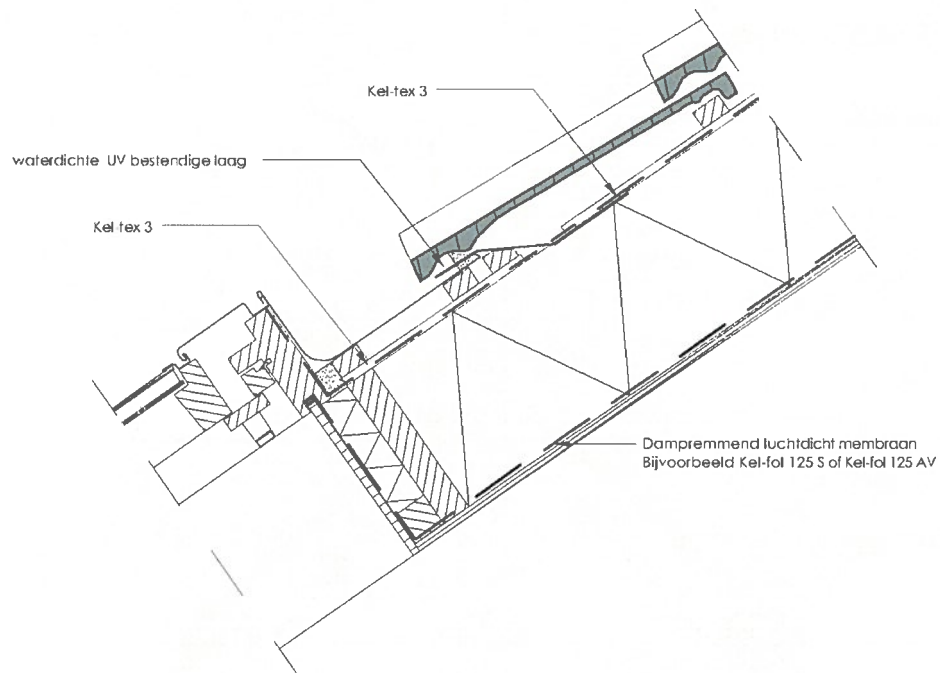 Kel-tex 3
waterdichte UV bestendige laag
Kel-tex 3
Dampremmend luchtdicht membraan
Bijvoorbeeld Kel-fol 125 S of Kel-fol 125 AV